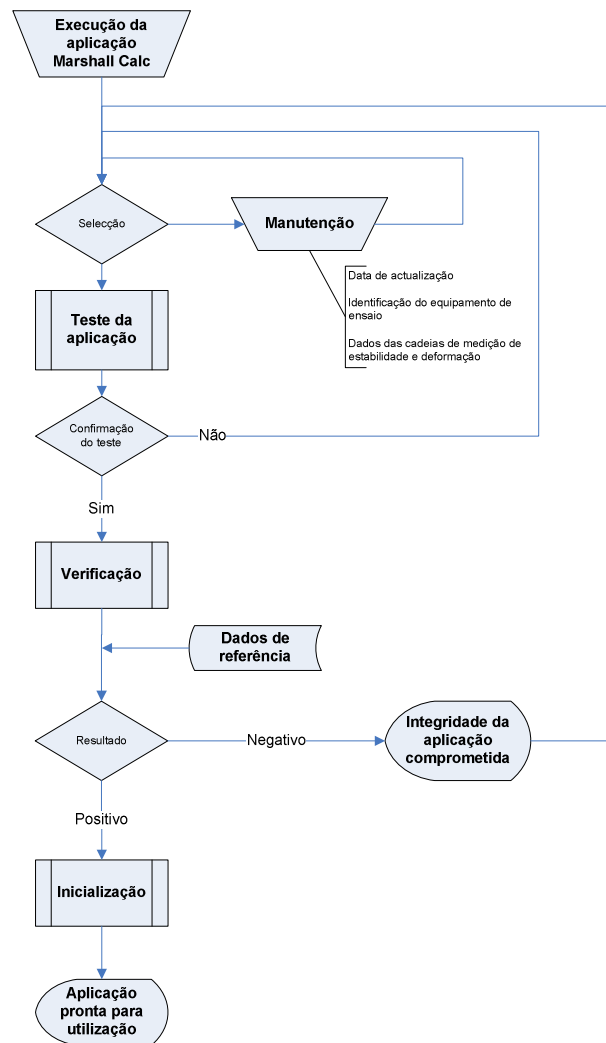 Execução da
aplicação
Marshall Calc
Selecção
Manutenção
Data de actualização
Identificação do equipamento de
ensaio
Dados das cadeias de medição de
estabilidade e deformação
Teste da
aplicação
Confirmação
do teste
Não
Sim
Verificação
Dados de
referência
Resultado
Negativo
Integridade da
aplicação
comprometida
Positivo
Inicialização
Aplicação
pronta para
utilização